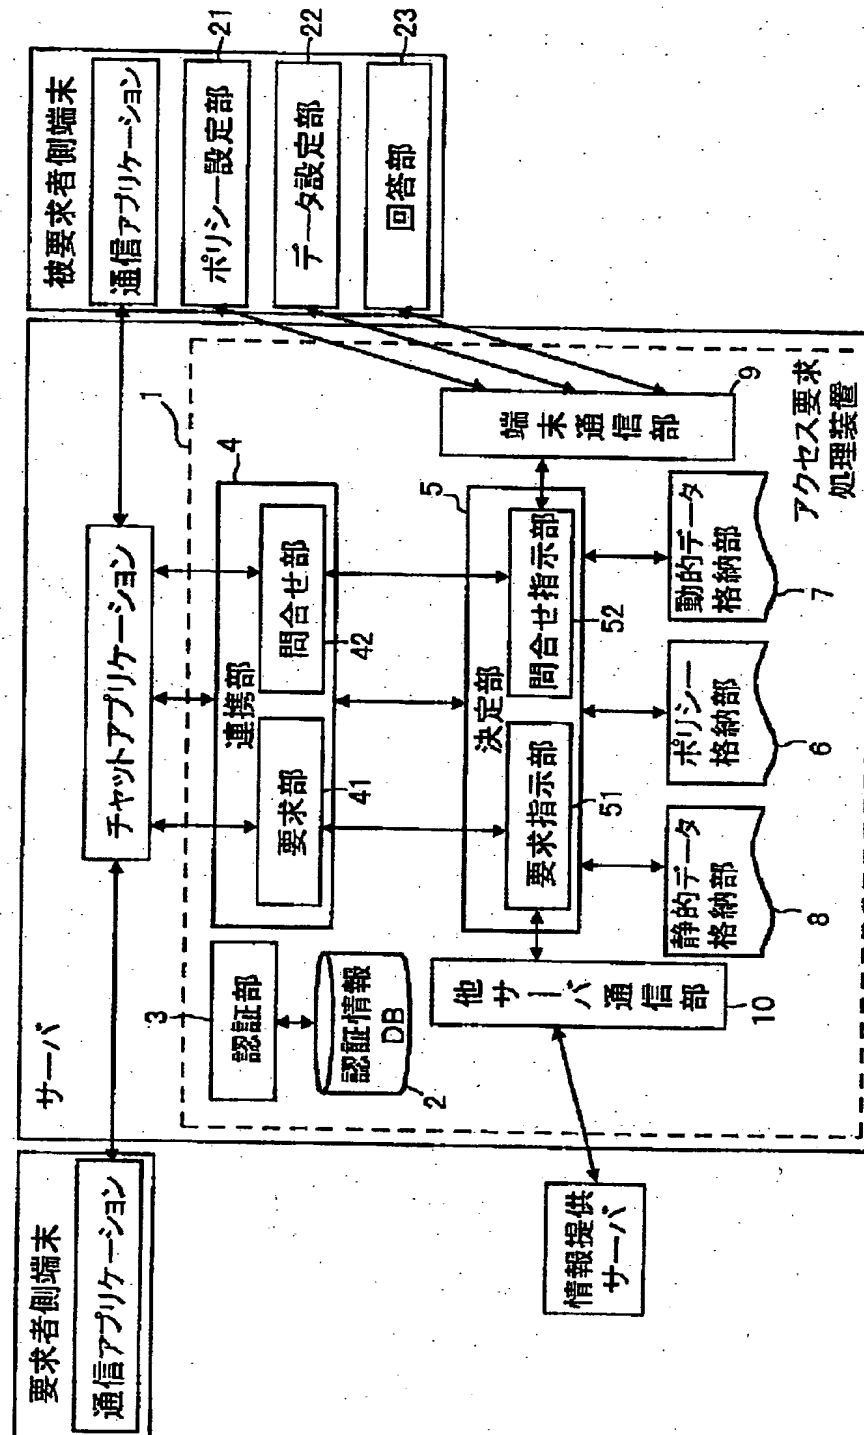 要求者側端末
通信アプリケーション
サーバ
チャットアプリケーション
被要求者側端末
通信アプリケーション
ポリシー設定部
21
データ設定部
22
回答部
23
1
3
認証部
認証情報
DB
2
4
連携部
要求部
41
問合せ部
42
5
決定部
要求指示部
51
問合せ指示部
52
端末通信部
9
他サーバ通信部
10
情報提供
サーバ
静的データ
格納部
8
ポリシー
格納部
6
動的データ
格納部
7
アクセス要求
処理装置